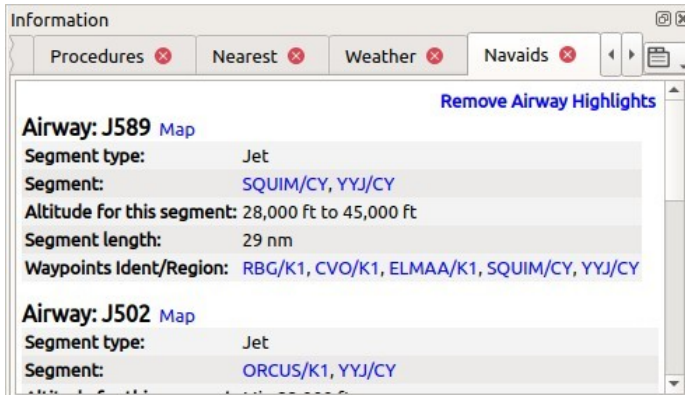 Information
Procedures Nearest Weather Navaids
Remove Airway Highlights
Airway: J589 Map
Segment type: Jet
Segment: SQUIM/CY, YYJ/CY
Altitude for this segment: 28,000 ft to 45,000 ft
Segment length: 29 nm
Waypoints Ident/Region: RBG/K1, CVO/K1, ELMAA/K1, SQUIM/CY, YYJ/CY
Airway: J502 Map
Segment type: Jet
Segment: ORCUS/K1, YYJ/CY